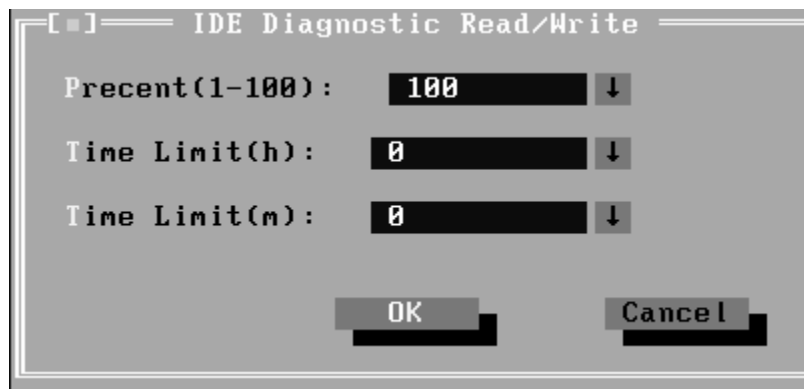 IDE Diagnostic Read/Write
Precent(1-100): 100
Time Limit(h): 0
Time Limit(m): 0
OK Cancel